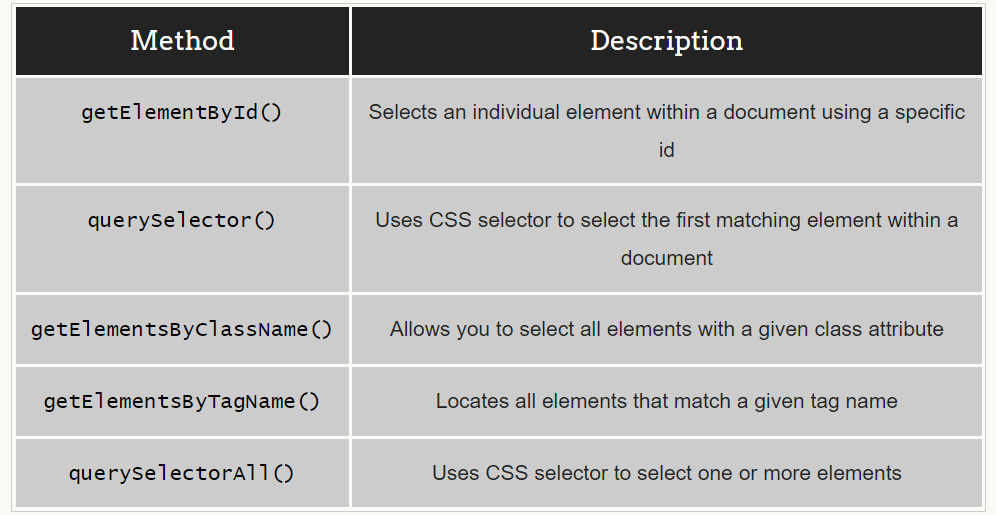 Method Description
getElementById() Selects an individual element within a document using a specific
id
querySelector() Uses CSS selector to select the first matching element within a
document
getElementsByClassName() Allows you to select all elements with a given class attribute
getElementsByTagName() Locates all elements that match a given tag name
querySelectorAll() Uses CSS selector to select one or more elements